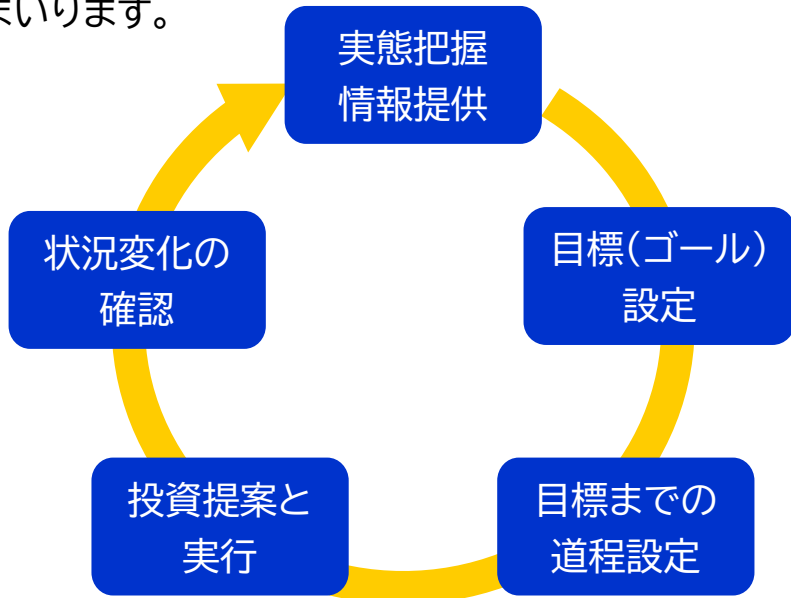 まいります。
実態把握
情報提供
目標(ゴール)
設定
目標までの
道程設定
投資提案と
実行
状況変化の
確認